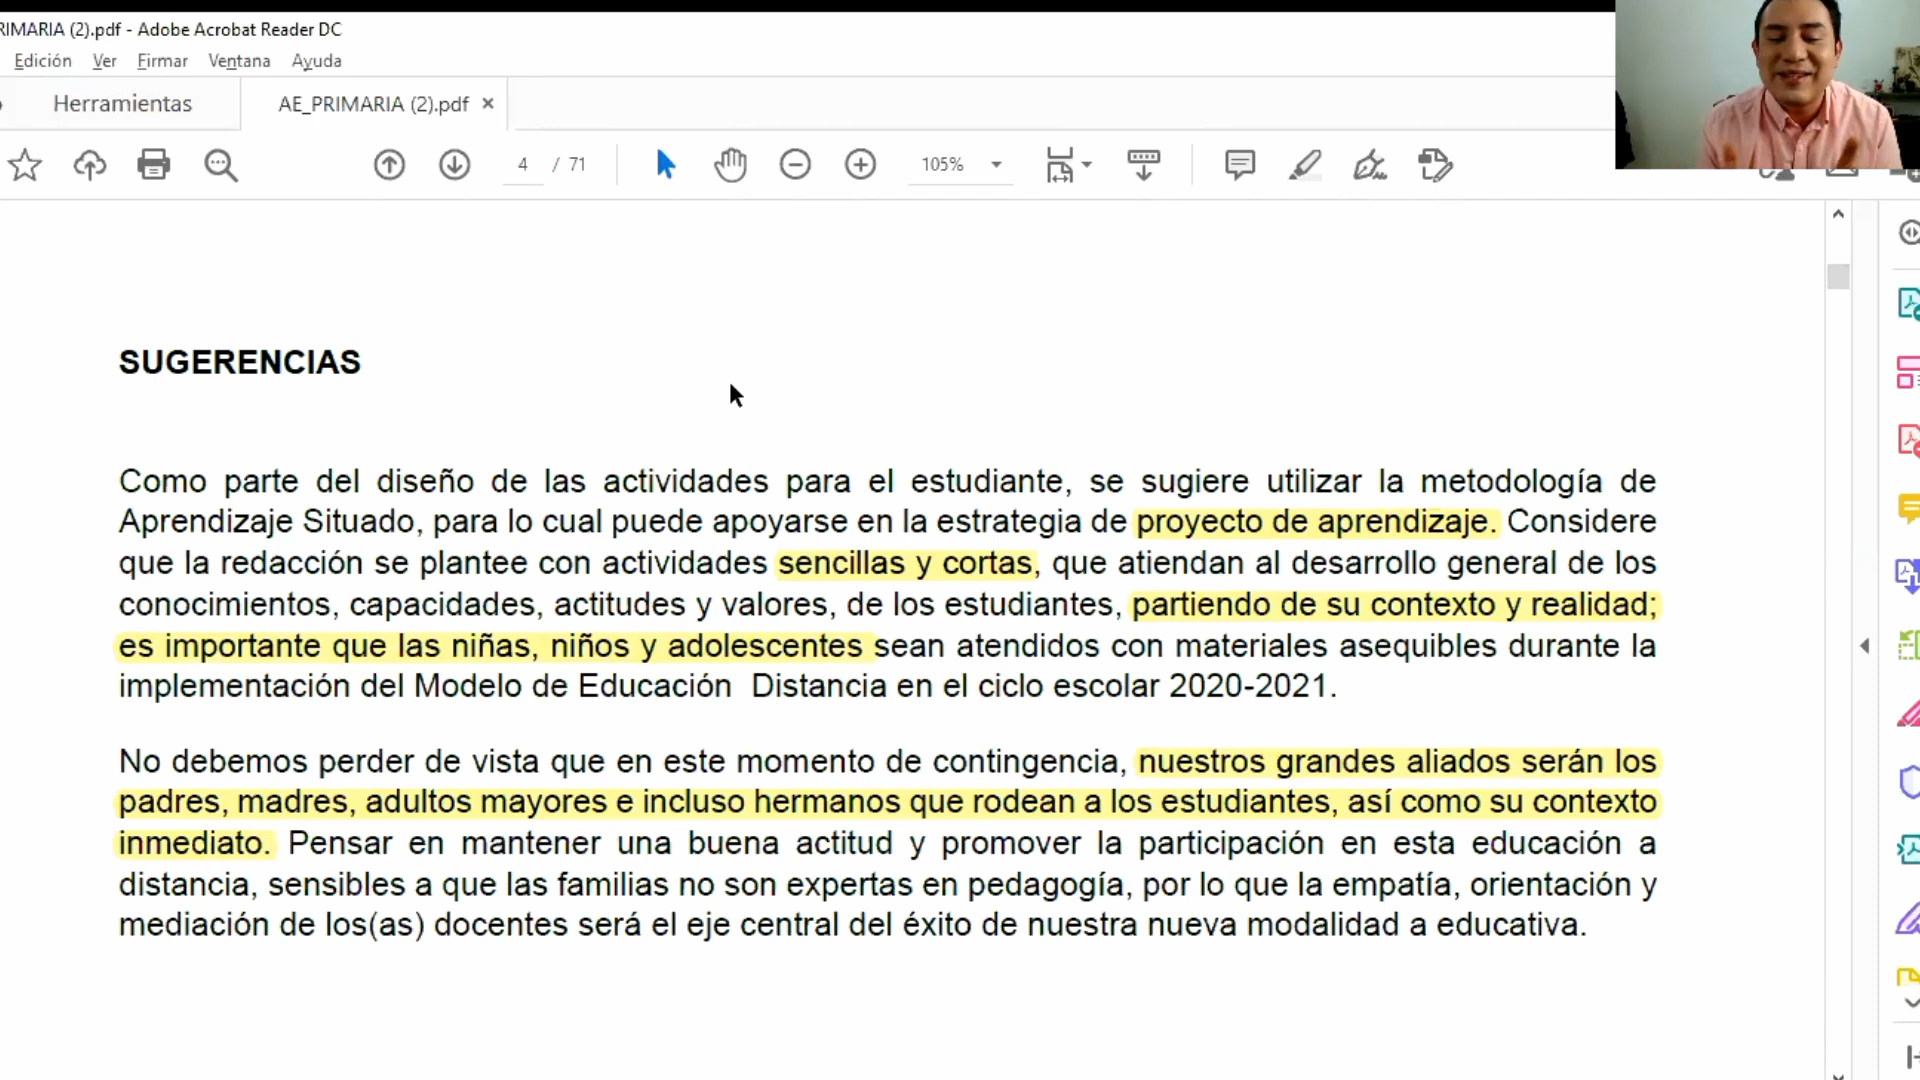 RIMARIA (2).pdf - Adobe Acrobat Reader DC
Edición Ver Firmar Ventana Ayuda
Herramientas AE_PRIMARIA (2).pdf ×
4 / 71 105%
SUGERENCIAS
Como parte del diseño de las actividades para el estudiante, se sugiere utilizar la metodología de
Aprendizaje Situado, para lo cual puede apoyarse en la estrategia de proyecto de aprendizaje. Considere
que la redacción se plantee con actividades sencillas y cortas, que atiendan al desarrollo general de los
conocimientos, capacidades, actitudes y valores, de los estudiantes, partiendo de su contexto y realidad;
es importante que las niñas, niños y adolescentes sean atendidos con materiales asequibles durante la
implementación del Modelo de Educación  Distancia en el ciclo escolar 2020-2021.
No debemos perder de vista que en este momento de contingencia, nuestros grandes aliados serán los
padres, madres, adultos mayores e incluso hermanos que rodean a los estudiantes, así como su contexto
inmediato. Pensar en mantener una buena actitud y promover la participación en esta educación a
distancia, sensibles a que las familias no son expertas en pedagogía, por lo que la empatía, orientación y
mediación de los(as) docentes será el eje central del éxito de nuestra nueva modalidad a educativa.